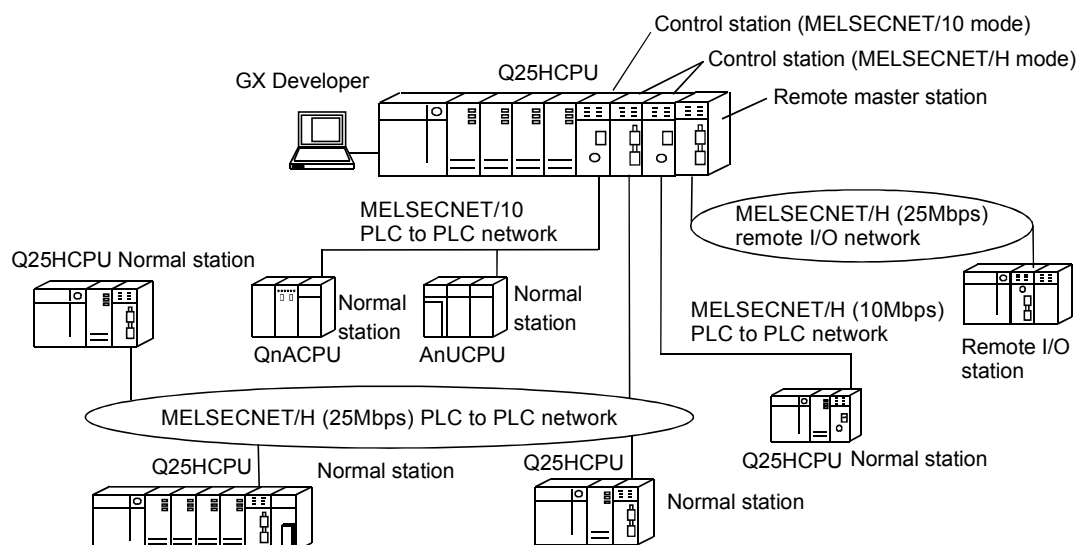 Control station (MELSECNET/10 mode)
Q25HCPU
Control station (MELSECNET/H mode)
GX Developer
Remote master station
MELSECNET/10
PLC to PLC network
MELSECNET/H (25Mbps)
remote I/O network
Q25HCPU Normal station
Normal
station
QnACPU
Normal
station
AnUCPU
MELSECNET/H (10Mbps)
PLC to PLC network
Remote I/O
station
MELSECNET/H (25Mbps) PLC to PLC network
Q25HCPU
Normal station
Q25HCPU
Normal station
Q25HCPU Normal station